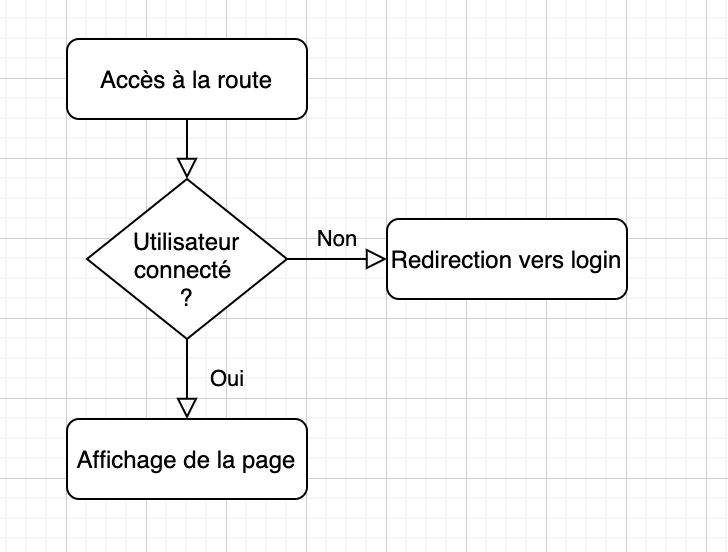 Accès à la route
Utilisateur
connecté
?
Non
Redirection vers login
Oui
Affichage de la page